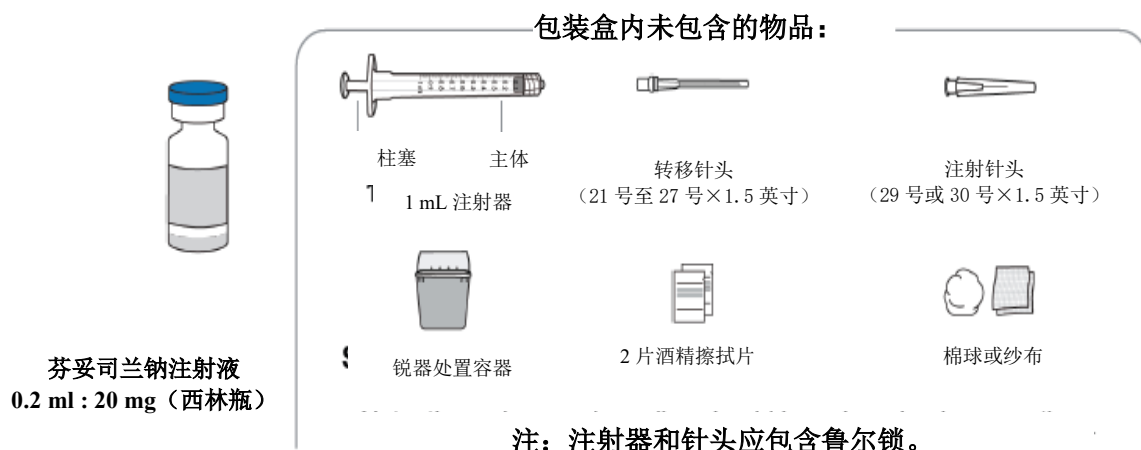 包装盒内未包含的物品：
柱塞
主体
1 mL 注射器
转移针头
（21 号至 27 号×1.5 英寸）
注射针头
（29 号或 30 号×1.5 英寸）
锐器处置容器
2 片酒精擦拭片
棉球或纱布
芬妥司兰钠注射液
0.2 ml : 20 mg（西林瓶）
注：注射器和针头应包含鲁尔锁。